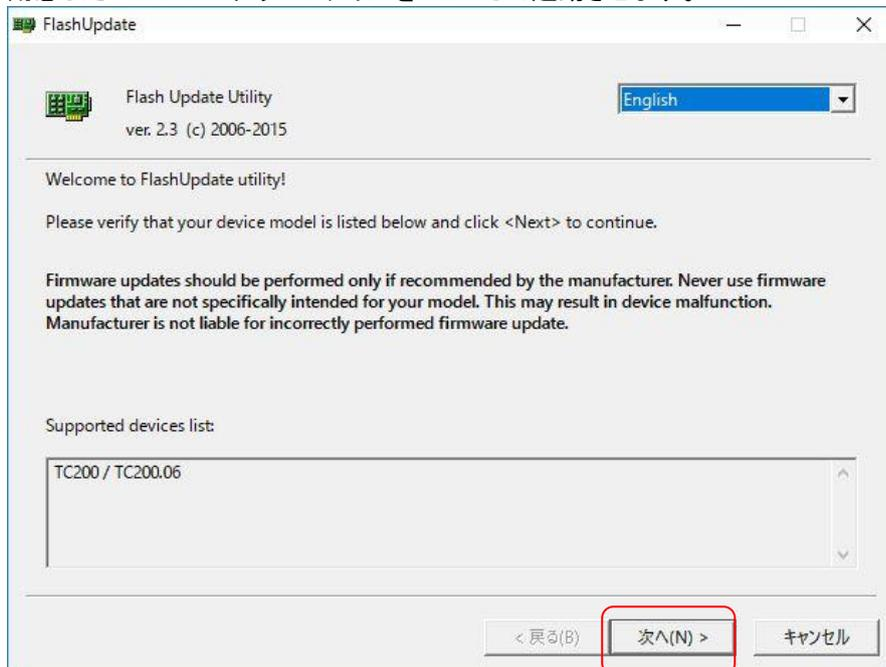 FlashUpdate
Flash Update Utility
English
ver. 2.3 (c) 2006-2015
Welcome to FlashUpdate utility!
Please verify that your device model is listed below and click <Next> to continue.
Firmware updates should be performed only if recommended by the manufacturer. Never use firmware
updates that are not specifically intended for your model. This may result in device malfunction.
Manufacturer is not liable for incorrectly performed firmware update.
Supported devices list:
TC200 / TC200.06
< 戻る(B)
次へ(N) >
キャンセル